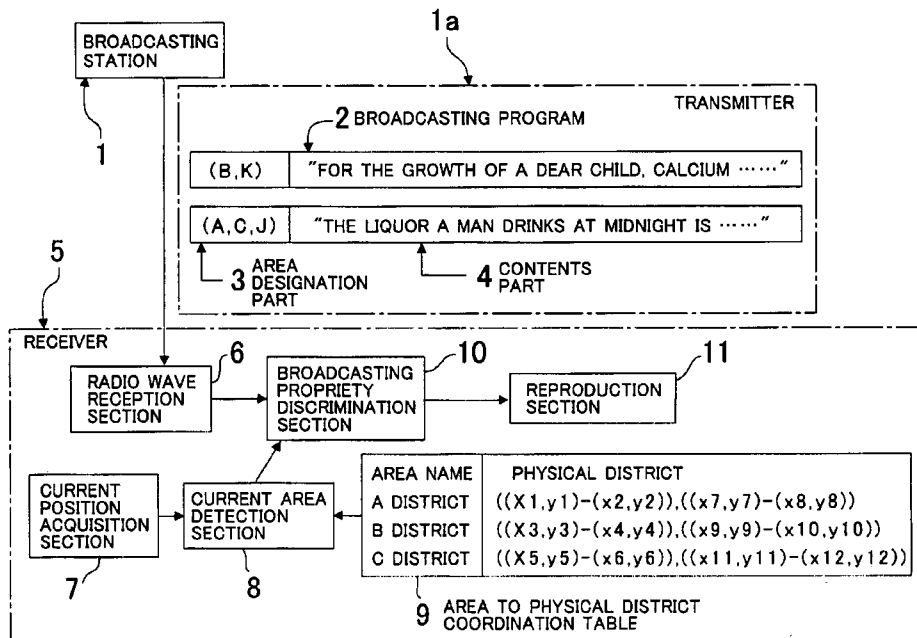 1a
BROADCASTING
STATION
1
TRANSMITTER
2 BROADCASTING PROGRAM
(B,K) "FOR THE GROWTH OF A DEAR CHILD, CALCIUM ……"
(A,C,J) "THE LIQUOR A MAN DRINKS AT MIDNIGHT IS ……"
3 AREA
DESIGNATION
PART
4 CONTENTS
PART
5
RECEIVER
6
RADIO WAVE
RECEPTION
SECTION
10
BROADCASTING
PROPRIETY
DISCRIMINATION
SECTION
11
REPRODUCTION
SECTION
CURRENT
POSITION
ACQUISITION
SECTION
7
CURRENT AREA
DETECTION
SECTION
8
AREA NAME PHYSICAL DISTRICT
A DISTRICT ((X1,y1)-(x2,y2)),((x7,y7)-(x8,y8))
B DISTRICT ((X3,y3)-(x4,y4)),((x9,y9)-(x10,y10))
C DISTRICT ((X5,y5)-(x6,y6)),((x11,y11)-(x12,y12))
9 AREA TO PHYSICAL DISTRICT
COORDINATION TABLE